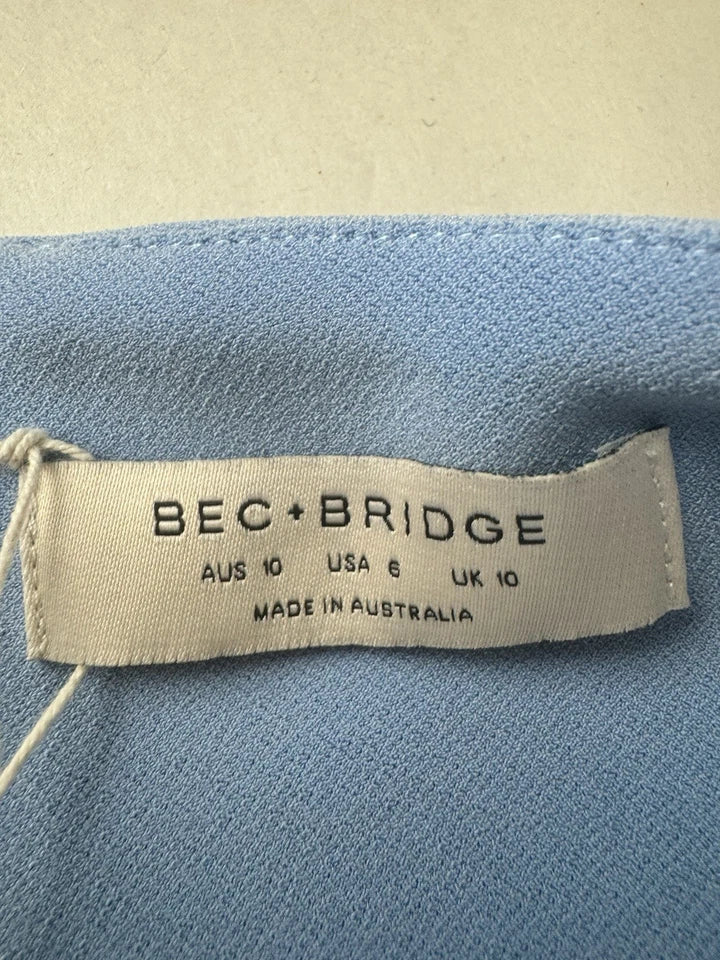 BEC+BRIDGE
AUS 10 USA 6 UK 10
MADE IN AUSTRALIA